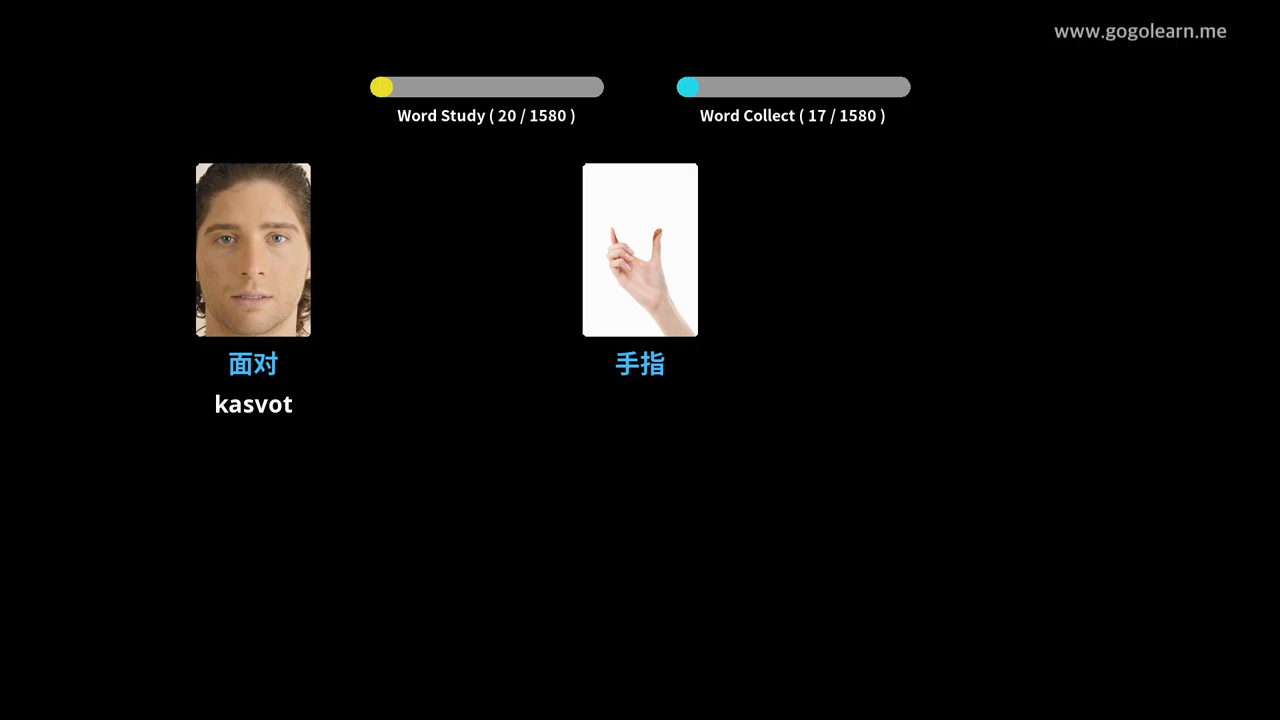 www.gogolearn.me
Word Study ( 20 / 1580 )
Word Collect ( 17 / 1580 )
面对
手指
kasvot